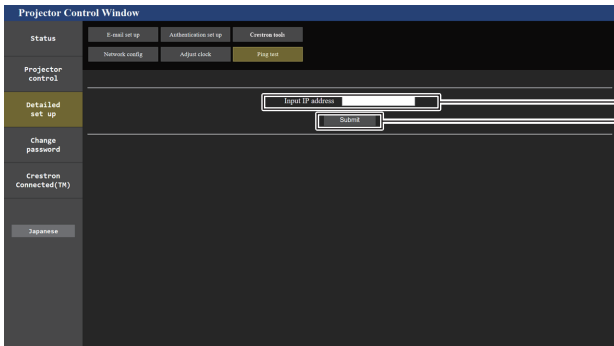 Projector Control Window
Status
E-mail set up
Authentication set up
Crestron tools
Network config
Adjust clock
Ping test
Projector
control
Detailed
set up
Input IP address
Submit
Change
password
Crestron
Connected(TM)
Japanese